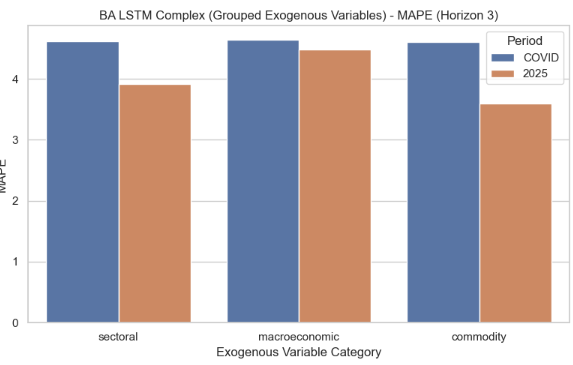 BA LSTM Complex (Grouped Exogenous Variables) - MAPE (Horizon 3)
Period
COVID
2025
MAPE
4
3
2
1
0
sectoral
macroeconomic
commodity
Exogenous Variable Category